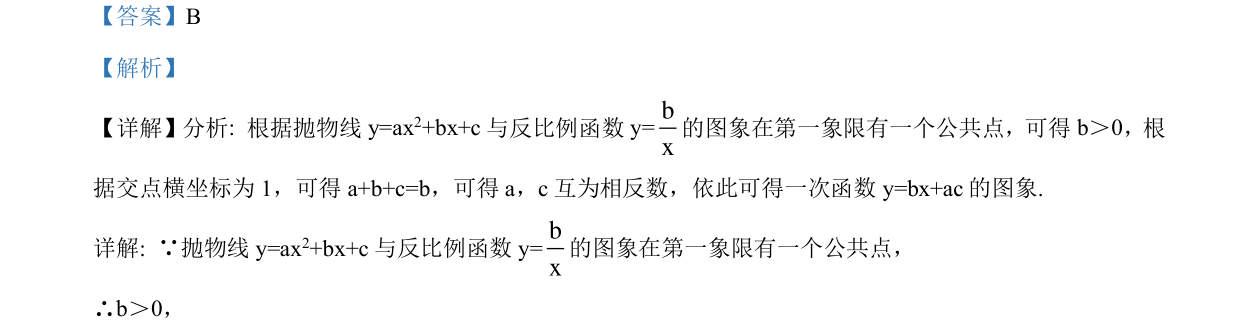 【答案】B
【解析】
【详解】分析: 根据抛物线 y=ax²+bx+c 与反比例函数 y=b/x 的图象在第一象限有一个公共点，可得 b＞0，根
据交点横坐标为 1，可得 a+b+c=b，可得 a，c 互为相反数，依此可得一次函数 y=bx+ac 的图象.
详解: ∵抛物线 y=ax²+bx+c 与反比例函数 y=b/x 的图象在第一象限有一个公共点，
∴b＞0，